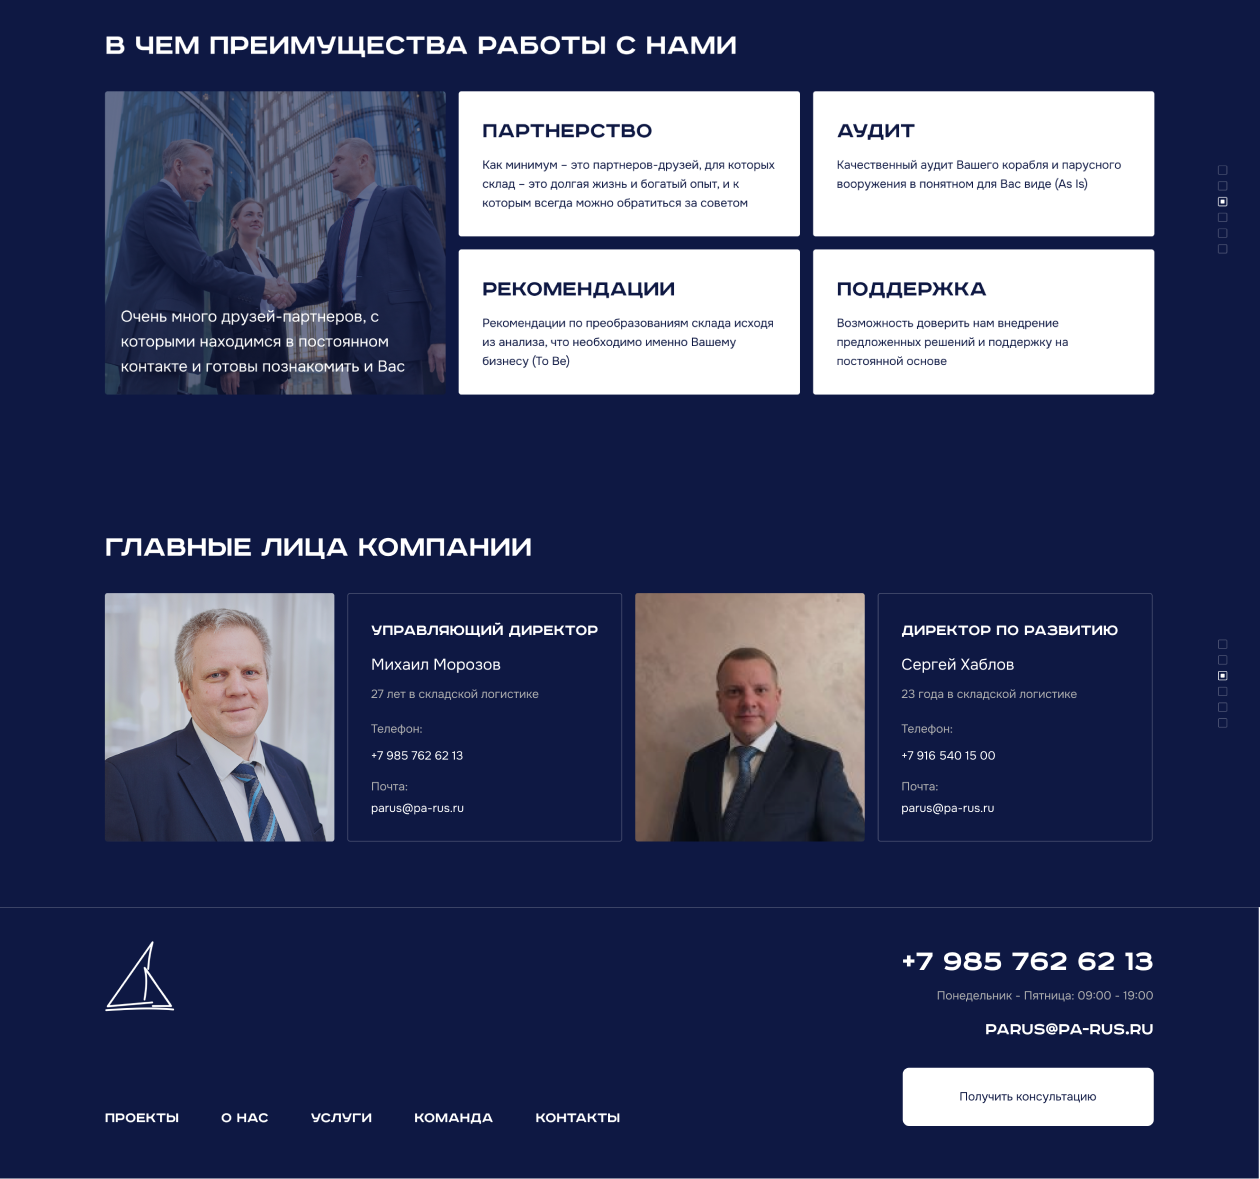 В ЧЕМ ПРЕИМУЩЕСТВА РАБОТЫ С НАМИ
Очень много друзей-партнеров, с
которыми находимся в постоянном
контакте и готовы познакомить и Вас
ПАРТНЕРСТВО
Как минимум – это партнеров-друзей, для которых
склад – это долгая жизнь и богатый опыт, и к
которым всегда можно обратиться за советом
АУДИТ
Качественный аудит Вашего корабля и парусного
вооружения в понятном для Вас виде (As Is)
РЕКОМЕНДАЦИИ
Рекомендации по преобразованиям склада исходя
из анализа, что необходимо именно Вашему
бизнесу (To Be)
ПОДДЕРЖКА
Возможность доверить нам внедрение
предложенных решений и поддержку на
постоянной основе
ГЛАВНЫЕ ЛИЦА КОМПАНИИ
УПРАВЛЯЮЩИЙ ДИРЕКТОР
Михаил Морозов
27 лет в складской логистике
Телефон:
+7 985 762 62 13
Почта:
parus@pa-rus.ru
ДИРЕКТОР ПО РАЗВИТИЮ
Сергей Хаблов
23 года в складской логистике
Телефон:
+7 916 540 15 00
Почта:
parus@pa-rus.ru
+7 985 762 62 13
Понедельник - Пятница: 09:00 - 19:00
PARUS@PA-RUS.RU
Получить консультацию
ПРОЕКТЫ О НАС УСЛУГИ КОМАНДА КОНТАКТЫ